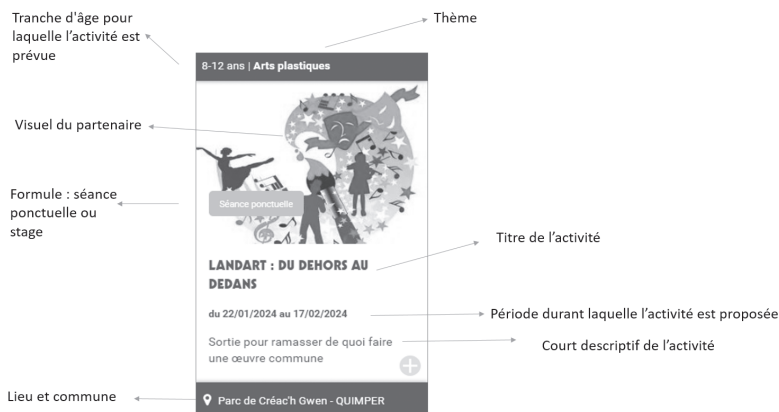 Tranche d'âge pour
laquelle l'activité est
prévue
Thème
8-12 ans | Arts plastiques
Visuel du partenaire
Formule : séance
ponctuelle ou
stage
Séance ponctuelle
Titre de l'activité
LANDART : DU DEHORS AU
DEDANS
du 22/01/2024 au 17/02/2024
Période durant laquelle l'activité est proposée
Sortie pour ramasser de quoi faire
une œuvre commune
Court descriptif de l'activité
Lieu et commune
Parc de Créac'h Gwen - QUIMPER